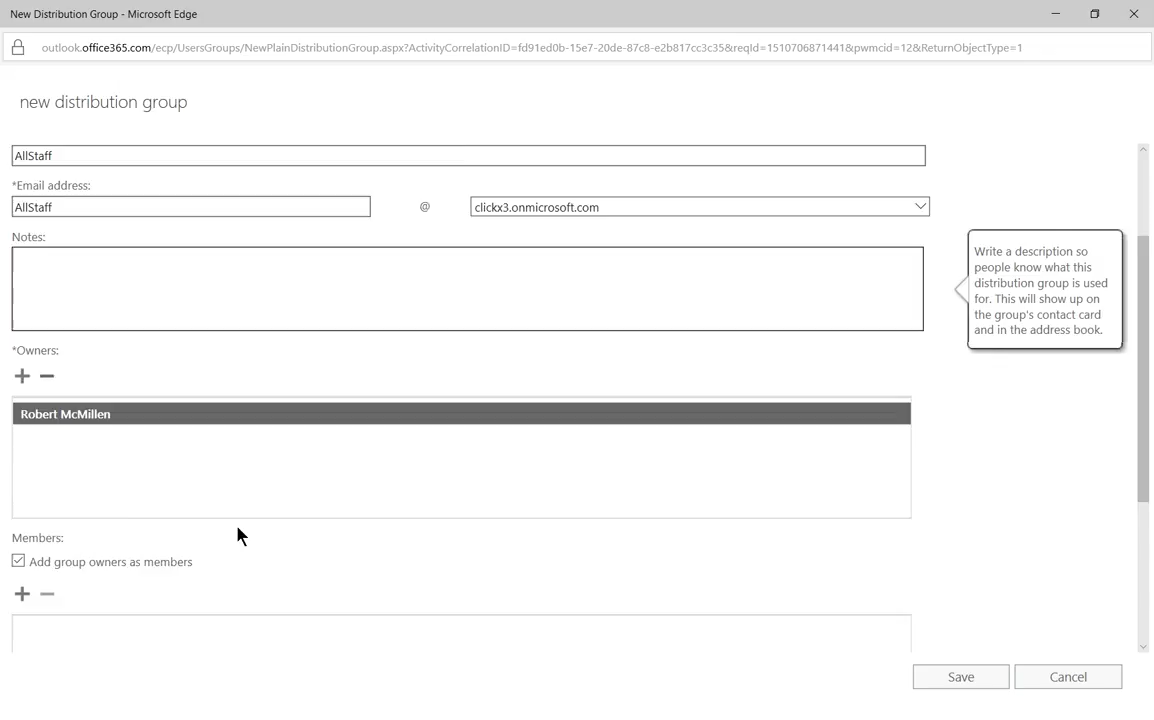 New Distribution Group - Microsoft Edge
outlook.office365.com/ecp/UsersGroups/NewPlainDistributionGroup.aspx?ActivityCorrelationID=fd91ed0b-15e7-20de-87c8-e2b817cc3c35&reqId=1510706871441&pwmcid=12&ReturnObjectType=1
new distribution group
AllStaff
*Email address:
AllStaff @ clickx3.onmicrosoft.com
Notes:
Write a description so
people know what this
distribution group is used
for. This will show up on
the group's contact card
and in the address book.
*Owners:
Robert McMillen
Members:
Add group owners as members
Save Cancel